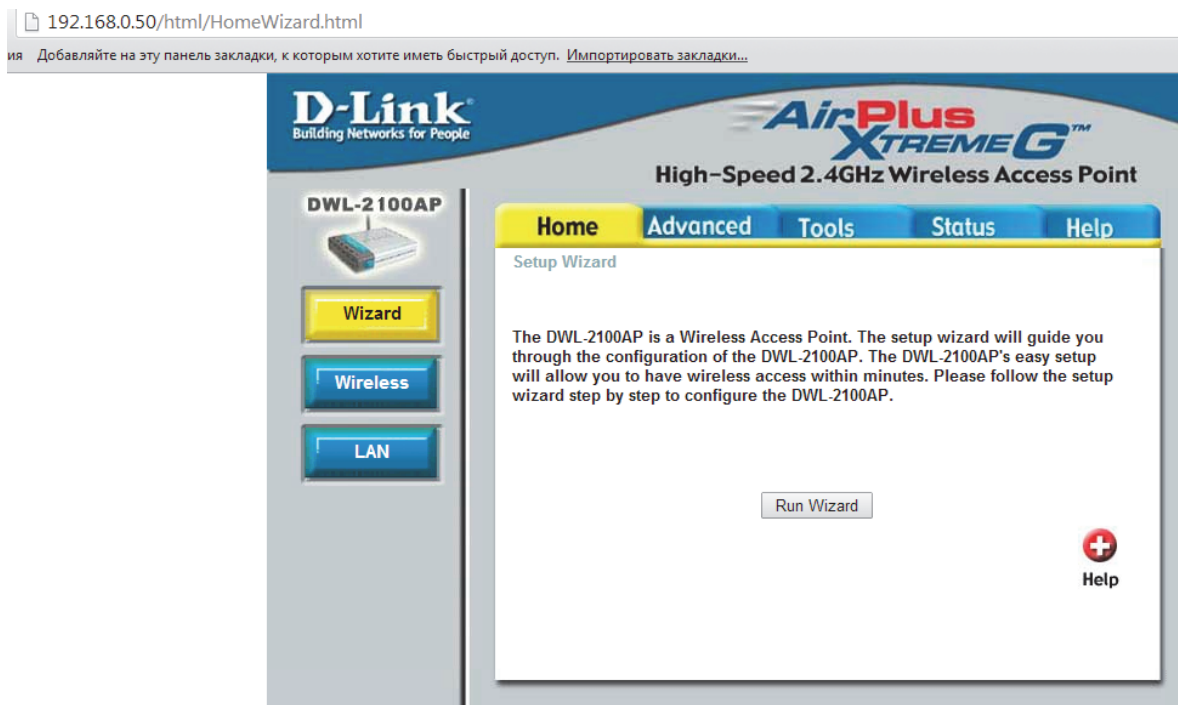 192.168.0.50/html/HomeWizard.html
ия Добавляйте на эту панель закладки, к которым хотите иметь быстрый доступ. Импортировать закладки...
D-Link
Building Networks for People
AirPlus
XTREME G™
High-Speed 2.4GHz Wireless Access Point
DWL-2100AP
Home Advanced Tools Status Help
Setup Wizard
Wizard
Wireless
LAN
The DWL-2100AP is a Wireless Access Point. The setup wizard will guide you
through the configuration of the DWL-2100AP. The DWL-2100AP's easy setup
will allow you to have wireless access within minutes. Please follow the setup
wizard step by step to configure the DWL-2100AP.
Run Wizard
Help